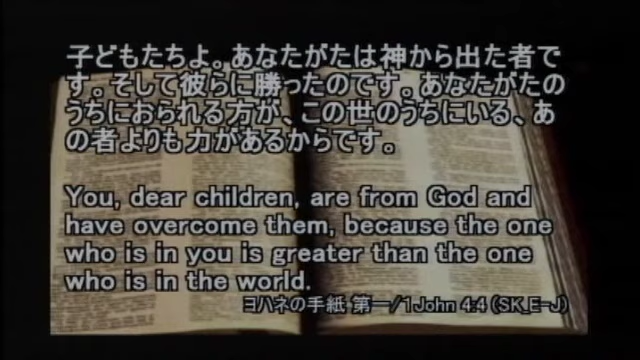 子どもたちよ。あなたがたは神から出た者で
す。そして彼らに勝ったのです。あなたがたの
うちにおられる方が、この世のうちにいる、あ
の者よりも力があるからです。
You, dear children, are from God and
have overcome them, because the one
who is in you is greater than the one
who is in the world.
ヨハネの手紙 第一/1John 4:4 (SK_E-J)